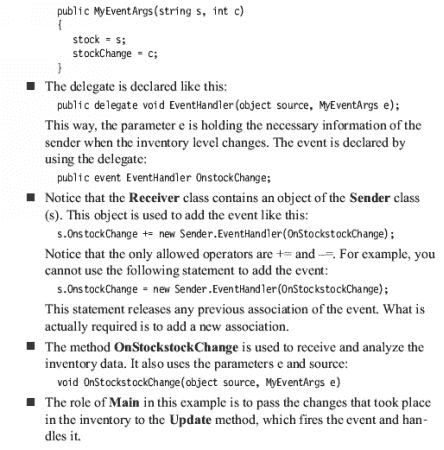 public MyEventArgs(string s, int c)
{
stock = s;
stockChange = c;
}
■ The delegate is declared like this:
public delegate void EventHandler(object source, MyEventArgs e);
This way, the parameter e is holding the necessary information of the
sender when the inventory level changes. The event is declared by
using the delegate:
public event EventHandler OnstockChange;
■ Notice that the Receiver class contains an object of the Sender class
(s). This object is used to add the event like this:
s.OnstockChange += new Sender.EventHandler(OnStockstockChange);
Notice that the only allowed operators are += and –=. For example, you
cannot use the following statement to add the event:
s.OnstockChange = new Sender.EventHandler(OnStockstockChange);
This statement releases any previous association of the event. What is
actually required is to add a new association.
■ The method OnStockstockChange is used to receive and analyze the
inventory data. It also uses the parameters e and source:
void OnStockstockChange(object source, MyEventArgs e)
■ The role of Main in this example is to pass the changes that took place
in the inventory to the Update method, which fires the event and han-
dles it.